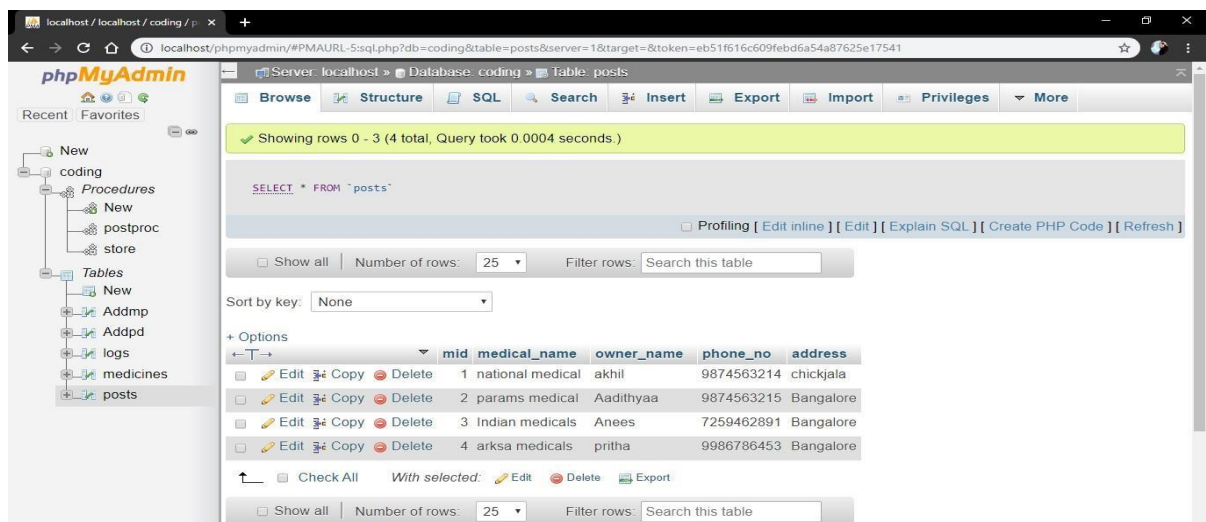 localhost / localhost / coding / p
localhost/phpmyadmin/#PMAURL-5:sql.php?db=coding&table=posts&server=1&target=&token=eb51f616c609febd6a54a87625e17541
phpMyAdmin
Recent Favorites
New
coding
Procedures
New
postproc
store
Tables
New
Addmp
Addpd
logs
medicines
posts
Server: localhost » Database: coding » Table: posts
Browse Structure SQL Search Insert Export Import Privileges More
Showing rows 0 - 3 (4 total, Query took 0.0004 seconds.)
SELECT * FROM `posts`
Profiling [ Edit inline ] [ Edit ] [ Explain SQL ] [ Create PHP Code ] [ Refresh ]
Show all | Number of rows: 25 Filter rows: Search this table
Sort by key: None
+ Options
←T→ mid medical_name owner_name phone_no address
Edit Copy Delete 1 national medical akhil 9874563214 chickjala
Edit Copy Delete 2 params medical Aadithyaa 9874563215 Bangalore
Edit Copy Delete 3 Indian medicals Anees 7259462891 Bangalore
Edit Copy Delete 4 arksa medicals pritha 9986786453 Bangalore
Check All With selected: Edit Delete Export
Show all | Number of rows: 25 Filter rows: Search this table